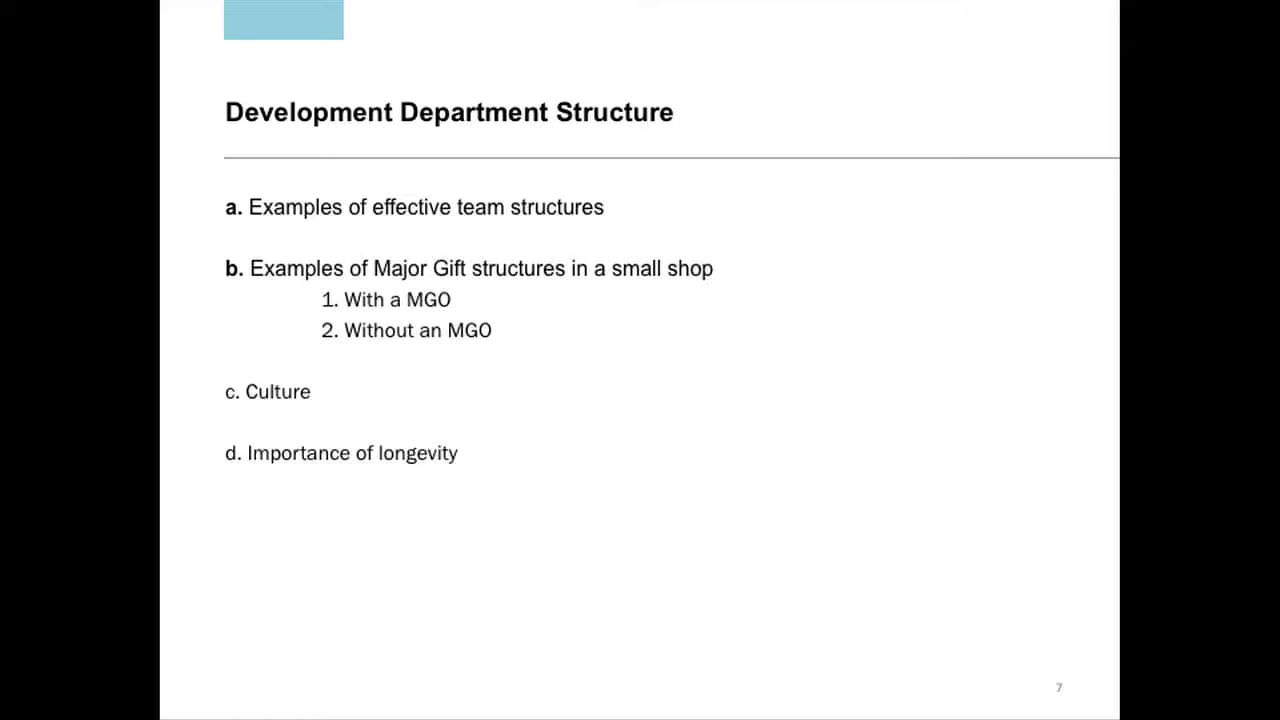 Development Department Structure
a. Examples of effective team structures
b. Examples of Major Gift structures in a small shop
1. With a MGO
2. Without an MGO
c. Culture
d. Importance of longevity
7